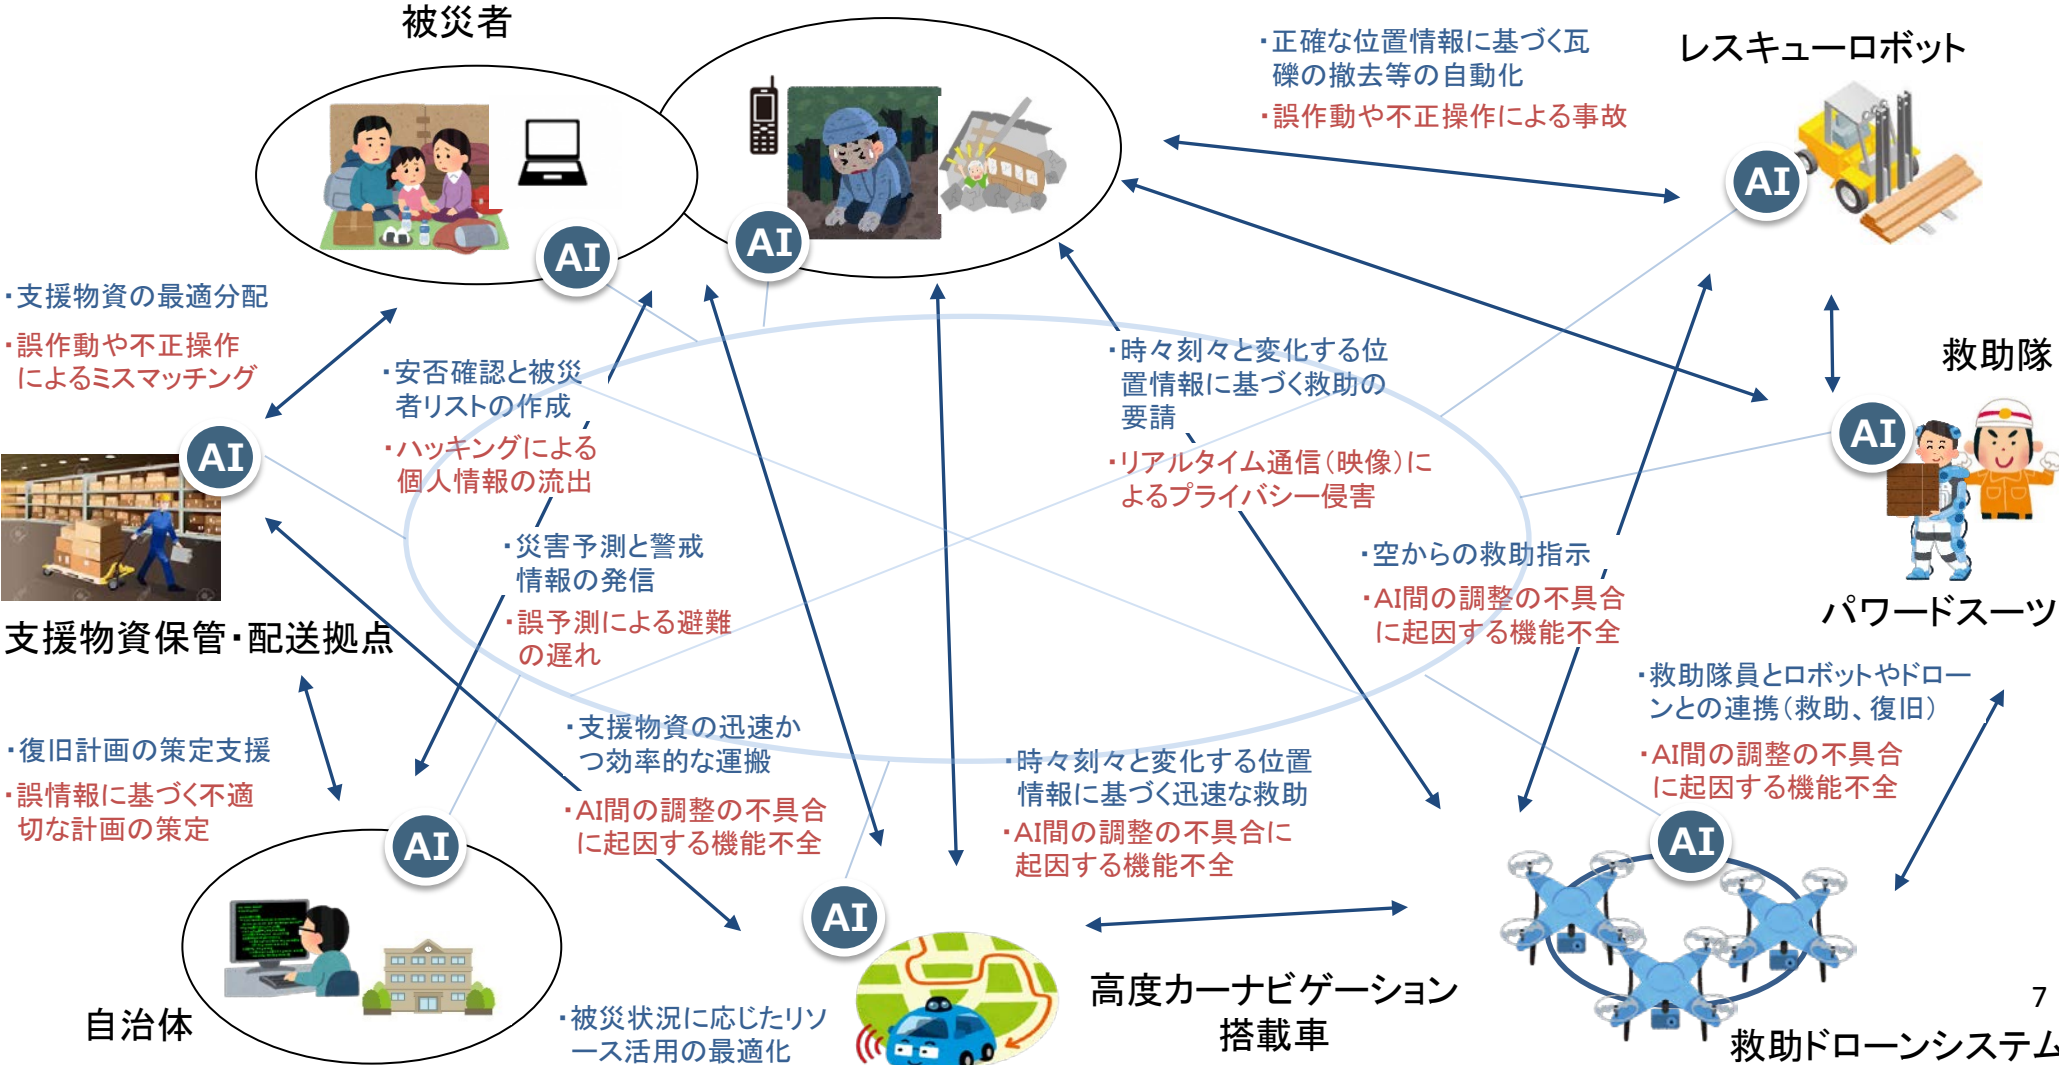 被災者
・正確な位置情報に基づく瓦
礫の撤去等の自動化
・誤作動や不正操作による事故
レスキューロボット
AI
AI
AI
・支援物資の最適分配
・誤作動や不正操作
によるミスマッチング
・安否確認と被災
者リストの作成
・ハッキングによる
個人情報の流出
・時々刻々と変化する位
置情報に基づく救助の
要請
・リアルタイム通信（映像）に
よるプライバシー侵害
救助隊
AI
AI
・災害予測と警戒
情報の発信
・誤予測による避難
の遅れ
・空からの救助指示
・AI間の調整の不具合
に起因する機能不全
パワードスーツ
支援物資保管・配送拠点
・救助隊員とロボットやドロー
ンとの連携（救助、復旧）
・AI間の調整の不具合
に起因する機能不全
・復旧計画の策定支援
・誤情報に基づく不適
切な計画の策定
・支援物資の迅速か
つ効率的な運搬
・AI間の調整の不具合
に起因する機能不全
・時々刻々と変化する位置
情報に基づく迅速な救助
・AI間の調整の不具合に
起因する機能不全
AI
AI
AI
自治体
・被災状況に応じたリソ
ース活用の最適化
高度カーナビゲーション
搭載車
救助ドローンシステム
7